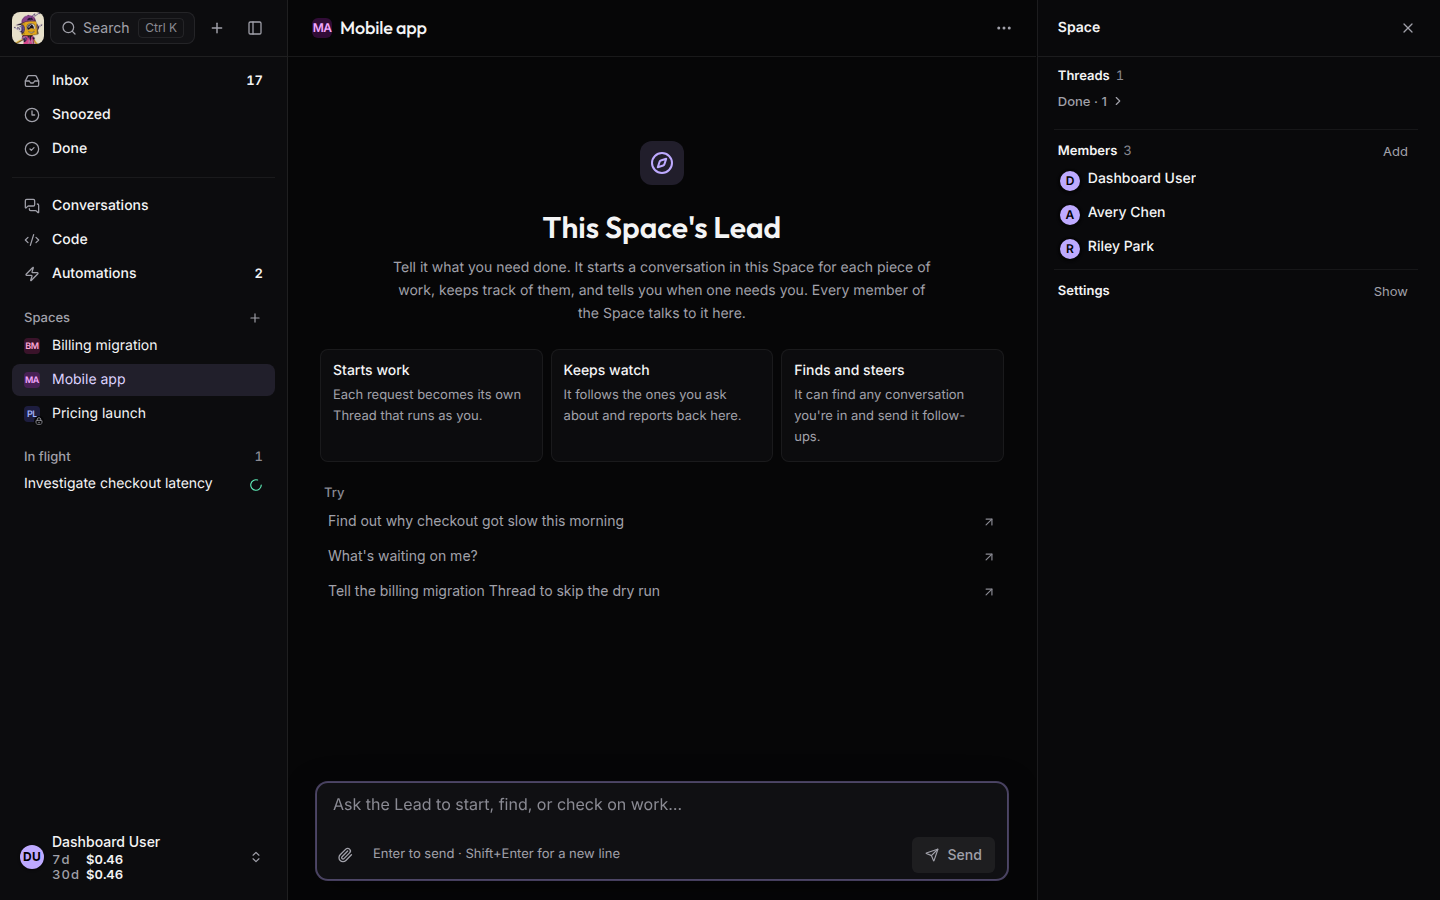 Search Ctrl K
Inbox 17
Snoozed
Done
Conversations
Code
Automations 2
Spaces
BM Billing migration
MA Mobile app
PL Pricing launch
In flight 1
Investigate checkout latency
DU Dashboard User
7d $0.46
30d $0.46
MA Mobile app
This Space's Lead
Tell it what you need done. It starts a conversation in this Space for each piece of
work, keeps track of them, and tells you when one needs you. Every member of
the Space talks to it here.
Starts work
Each request becomes its own
Thread that runs as you.
Keeps watch
It follows the ones you ask
about and reports back here.
Finds and steers
It can find any conversation
you're in and send it follow-
ups.
Try
Find out why checkout got slow this morning
What's waiting on me?
Tell the billing migration Thread to skip the dry run
Ask the Lead to start, find, or check on work...
Enter to send · Shift+Enter for a new line
Send
Space
Threads 1
Done · 1
Members 3
Add
D Dashboard User
A Avery Chen
R Riley Park
Settings
Show